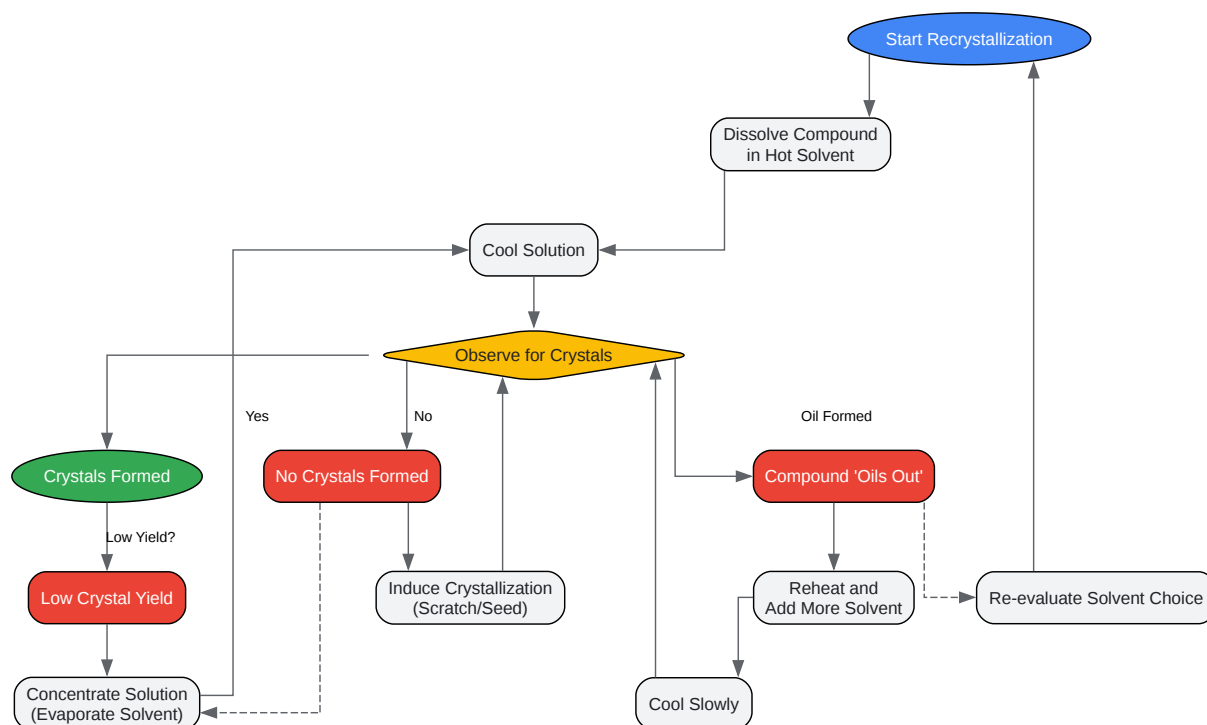 Start Recrystallization
Dissolve Compound
in Hot Solvent
Cool Solution
Observe for Crystals
Yes
No
Oil Formed
Crystals Formed
No Crystals Formed
Compound 'Oils Out'
Low Yield?
Low Crystal Yield
Induce Crystallization
(Scratch/Seed)
Reheat and
Add More Solvent
Re-evaluate Solvent Choice
Concentrate Solution
(Evaporate Solvent)
Cool Slowly